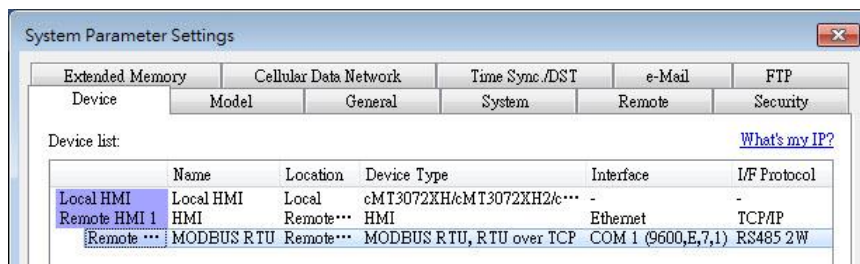 System Parameter Settings
Extended Memory Cellular Data Network Time Sync./DST e-Mail FTP
Device Model General System Remote Security
Device list: What's my IP?
Name Location Device Type Interface I/F Protocol
Local HMI Local HMI Local cMT3072XH/cMT3072XH2/c··· - -
Remote HMI 1 HMI Remote··· HMI Ethernet TCP/IP
Remote ··· MODBUS RTU Remote··· MODBUS RTU, RTU over TCP COM 1 (9600,E,7,1) RS485 2W